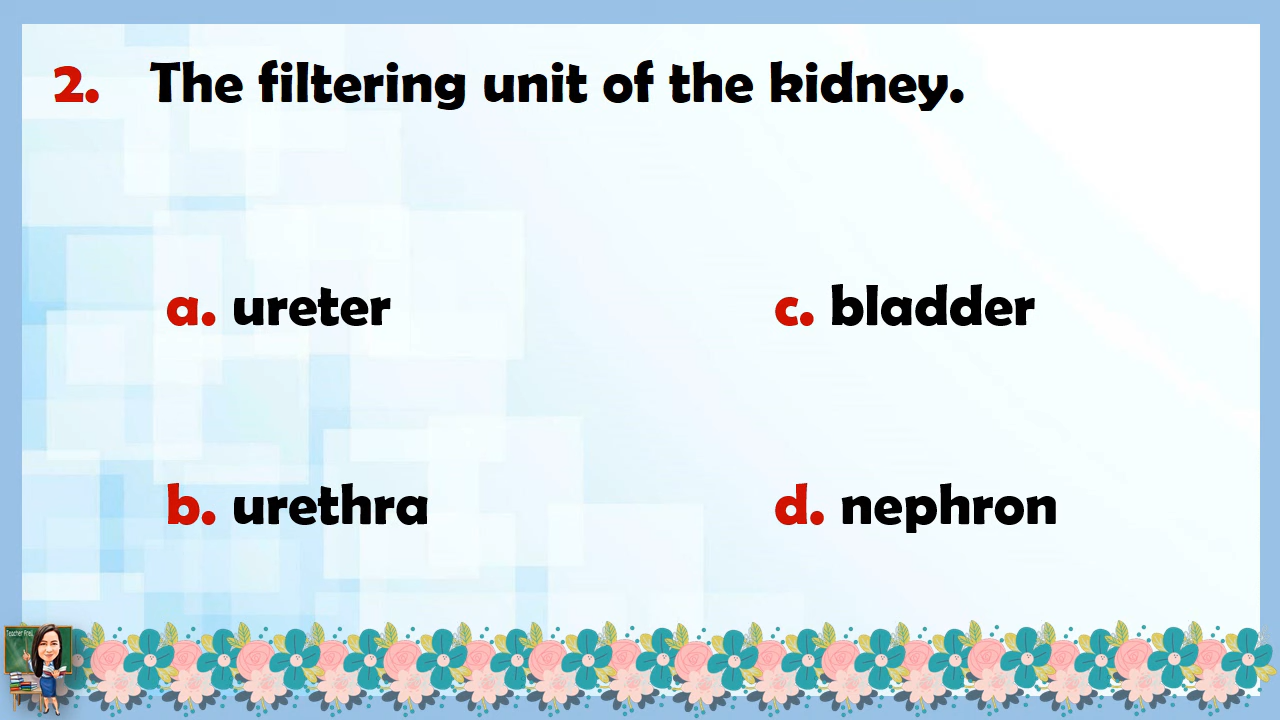 2. The filtering unit of the kidney.
a. ureter
c. bladder
b. urethra
d. nephron